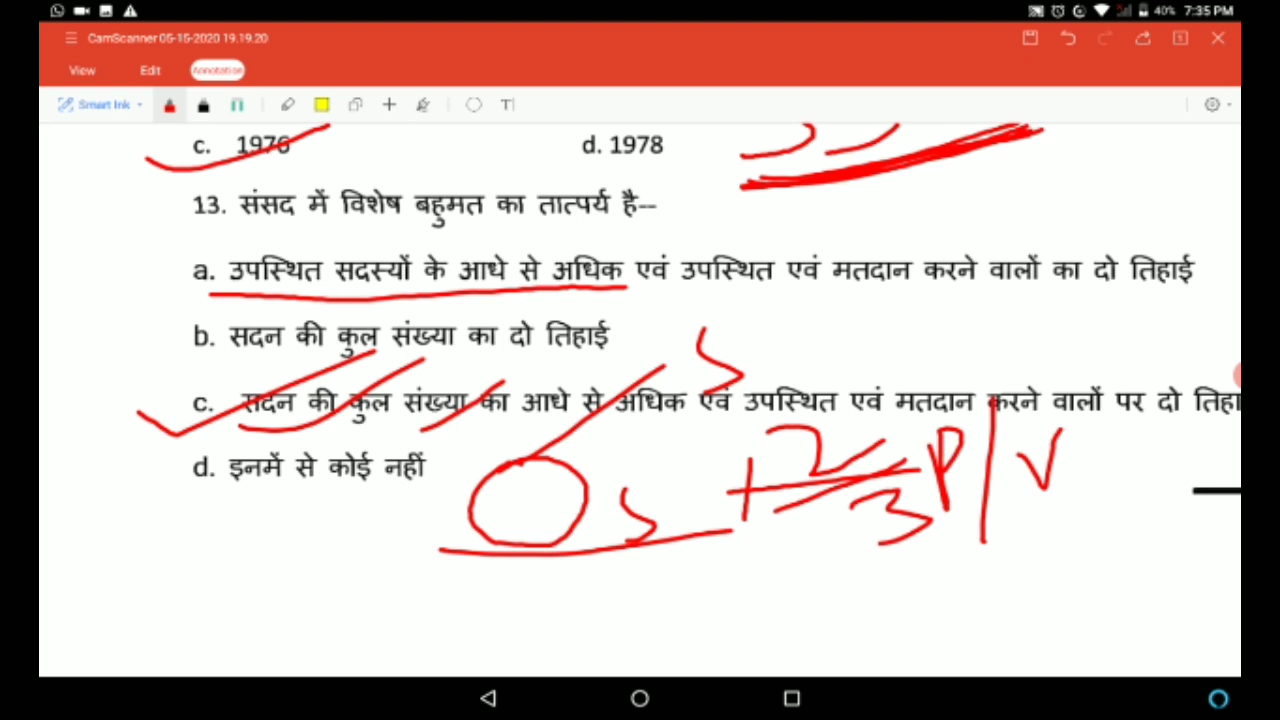 40% 7:35 PM
CamScanner 05-15-2020 19.19.20
View Edit Annotation
Smart Ink T
c. 1976 d. 1978
13. संसद में विशेष बहुमत का तात्पर्य है--
a. उपस्थित सदस्यों के आधे से अधिक एवं उपस्थित एवं मतदान करने वालों का दो तिहाई
b. सदन की कुल संख्या का दो तिहाई
c. सदन की कुल संख्या का आधे से अधिक एवं उपस्थित एवं मतदान करने वालों पर दो तिहा
d. इनमें से कोई नहीं
+ 2/3 P/V